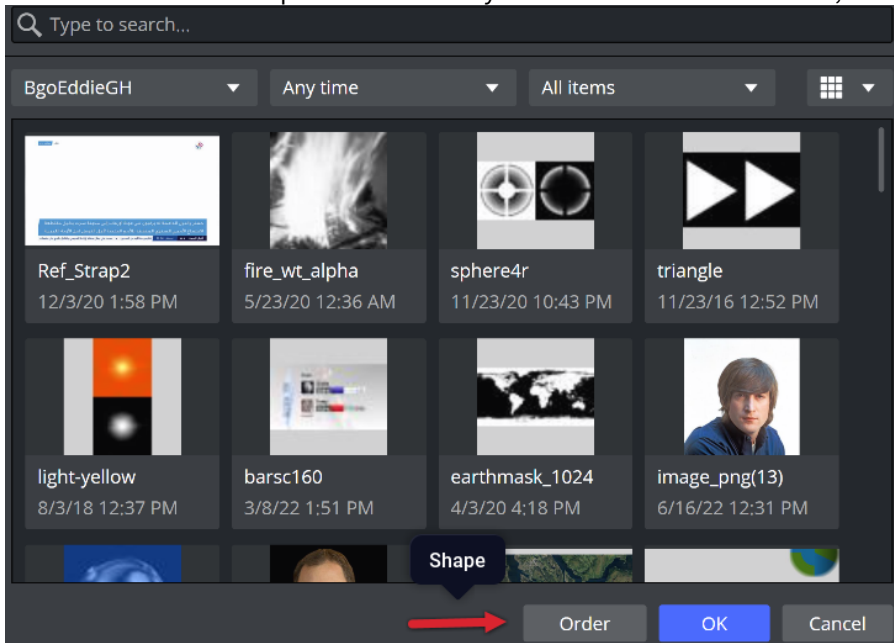 Type to search...
BgoEddieGH
Any time
All items
Ref_Strap2
fire_wt_alpha
sphere4r
triangle
12/3/20 1:58 PM
5/23/20 12:36 AM
11/23/20 10:43 PM
11/23/16 12:52 PM
light-yellow
barsc160
earthmask_1024
image_png(13)
8/3/18 12:37 PM
3/8/22 1:51 PM
4/3/20 4:18 PM
6/16/22 12:31 PM
Shape
Order
OK
Cancel